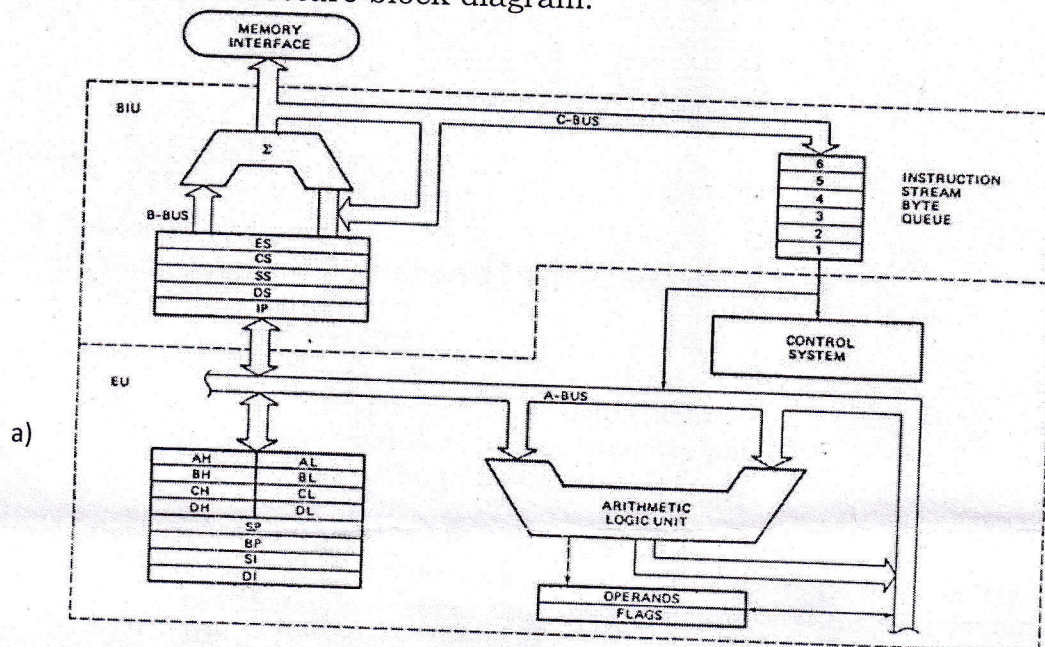 block diagram.
MEMORY
INTERFACE
BIU
C-BUS
Σ
B-BUS
6
5
4
3
2
1
INSTRUCTION
STREAM
BYTE
QUEUE
ES
CS
SS
DS
IP
CONTROL
SYSTEM
EU
A-BUS
a)
AH AL
BH BL
CH CL
DH DL
SP
BP
SI
DI
ARITHMETIC
LOGIC UNIT
OPERANDS
FLAGS